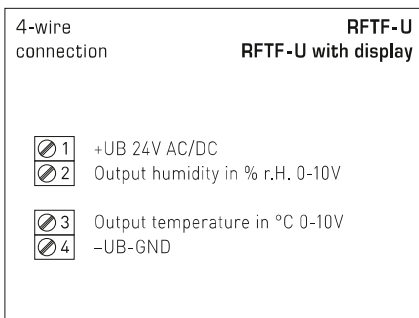 4-wire RFTF-U
connection RFTF-U with display
1 +UB 24V AC/DC
2 Output humidity in % r.H. 0-10V
3 Output temperature in °C 0-10V
4 –UB-GND